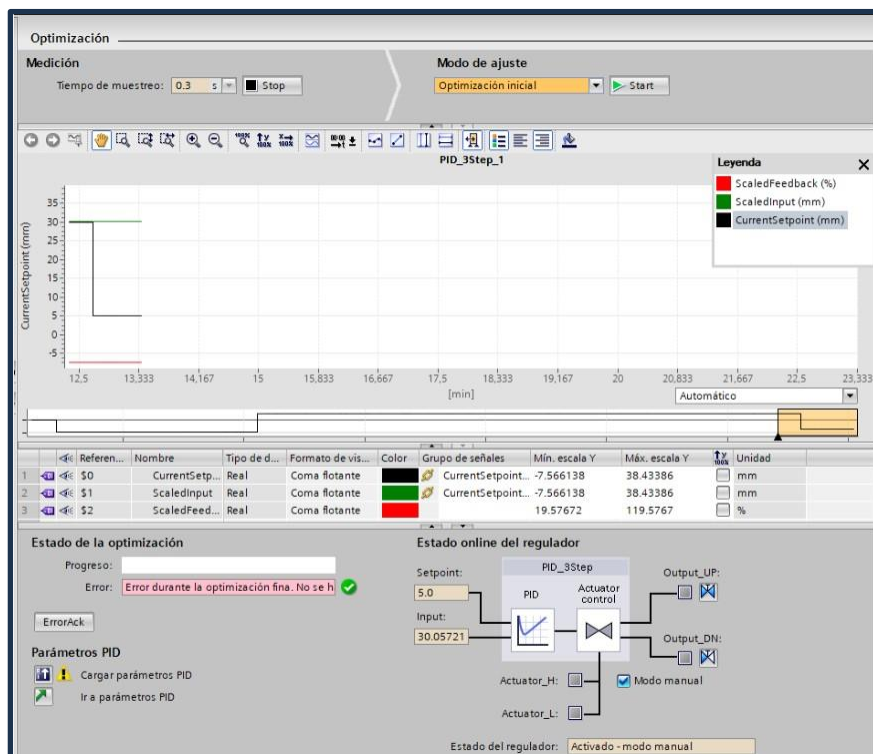 Optimización
Medición
Modo de ajuste
Tiempo de muestreo: 0.3 s Stop
Optimización inicial Start
PID_3Step_1
Leyenda
ScaledFeedback (%)
ScaledInput (mm)
CurrentSetpoint (mm)
CurrentSetpoint (mm)
35
30
25
20
15
10
5
0
-5
12,5 13,333 14,167 15 15,833 16,667 17,5 18,333 19,167 20 20,833 21,667 22,5 23,333
[min]
Automático
Referen... Nombre Tipo de d... Formato de vis... Color Grupo de señales Mín. escala Y Máx. escala Y Unidad
1 $0 CurrentSetp... Real Coma flotante CurrentSetpoint... -7.566138 38.43386 mm
2 $1 ScaledInput Real Coma flotante CurrentSetpoint... -7.566138 38.43386 mm
3 $2 ScaledFeed... Real Coma flotante 19.57672 119.5767 %
Estado de la optimización
Progreso:
Error: Error durante la optimización fina. No se h
ErrorAck
Parámetros PID
Cargar parámetros PID
Ir a parámetros PID
Estado online del regulador
Setpoint:
5.0
Input:
30.05721
PID_3Step
PID
Actuator control
Output_UP:
Output_DN:
Actuator_H:
Modo manual
Actuator_L:
Estado del regulador: Activado - modo manual